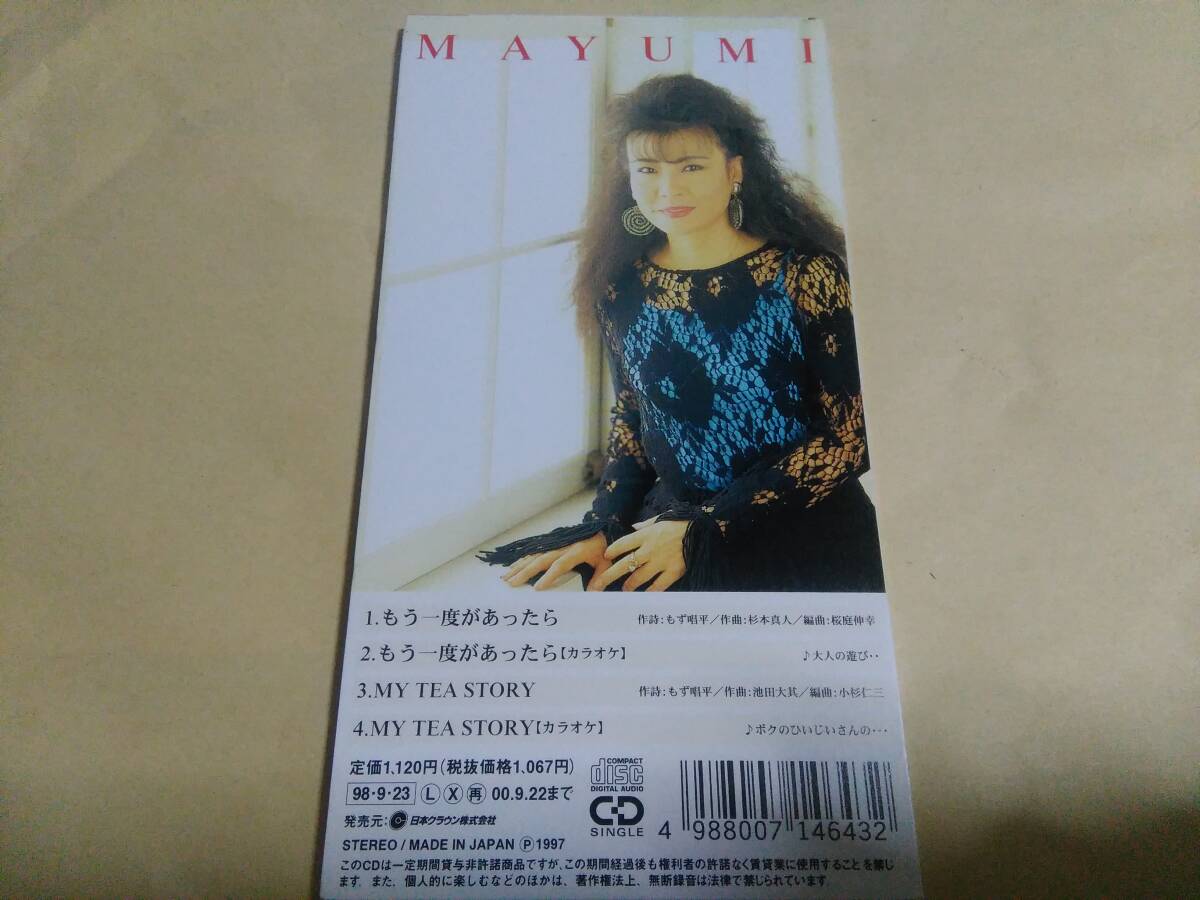 MAYUMI
1.もう一度があったら 作詩:もず唱平/作曲:杉本真人/編曲:桜庭伸幸
2.もう一度があったら【カラオケ】 ♪大人の遊び‥
3.MY TEA STORY 作詩:もず唱平/作曲:池田大其/編曲:小杉仁三
4.MY TEA STORY【カラオケ】 ♪ボクのひいじいさんの…
定価1,120円(税抜価格1,067円)
98・9・23 Ⓛ Ⓧ 再 00.9.22まで
発売元: 日本クラウン株式会社
STEREO / MADE IN JAPAN Ⓟ1997
COMPACT
disc
DIGITAL AUDIO
CD
SINGLE
4 988007 146432
このCDは一定期間貸与非許諾商品ですが、この期間経過後も権利者の許諾なく賃貸業に使用することを禁じ
ます。また、個人的に楽しむなどのほかは、著作権法上、無断録音は法律で禁じられています。